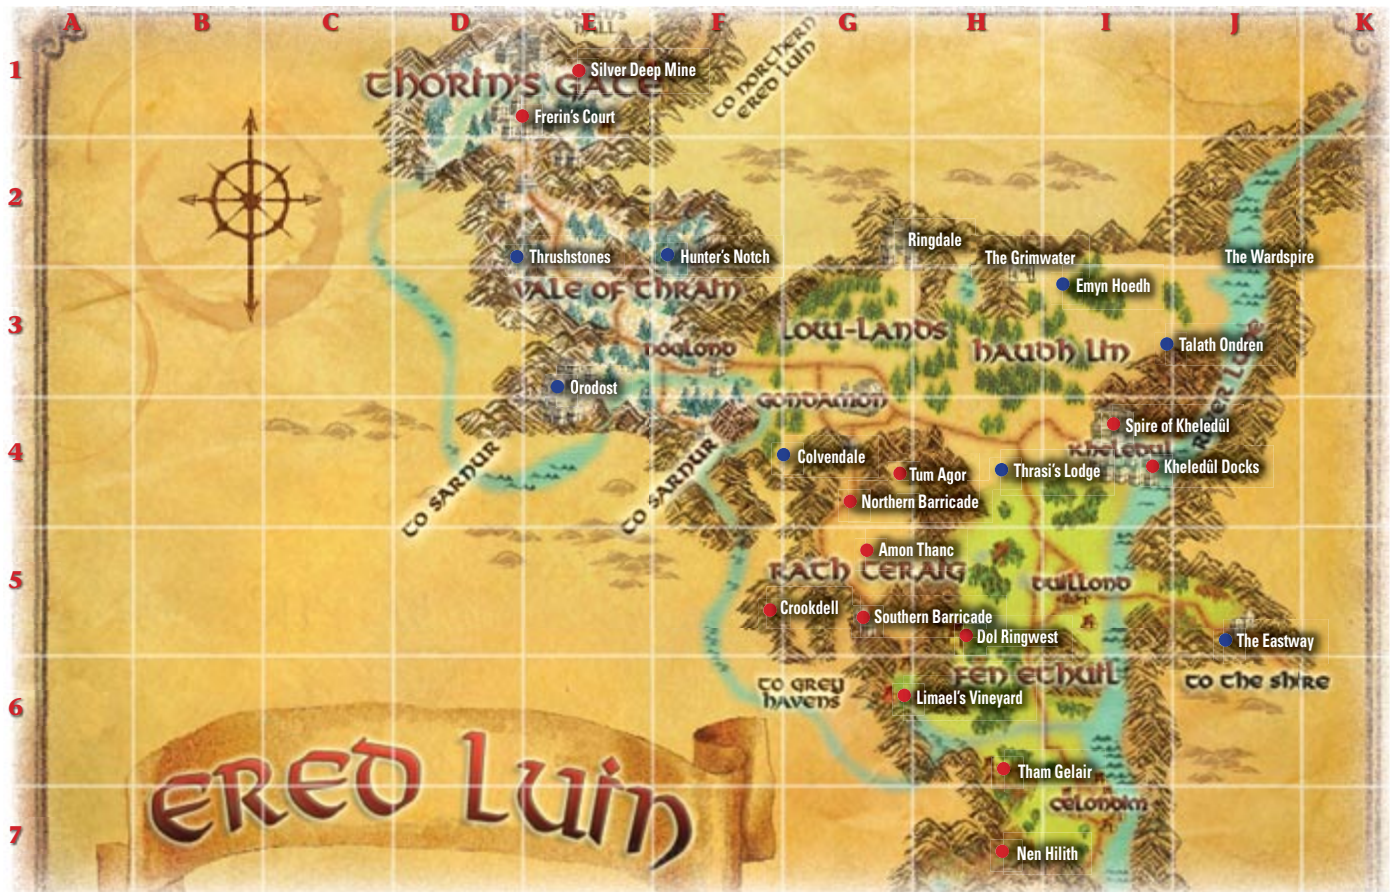 A B C D E F G H I J K
THORIN'S HALL
1
Silver Deep Mine
THORIN'S GATE
TO NORTHERN
ERED LUIN
Frerin's Court
2
Ringdale
Thrushstones
Hunter's Notch
The Grimwater
The Wardspire
VALE OF THRAIN
Emyn Hoedh
3
LOW-LANDS
NOGLOND
HAUDH LIN
Talath Ondren
RIVER LUNE
Orodost
GONDAMON
Spire of Kheledûl
4
KHELEDUL
Colvendale
Thrasi's Lodge
Kheledûl Docks
Tum Agor
TO SARNUR
TO SARNUR
Northern Barricade
Amon Thanc
RATH TERAIG
5
DUILLOND
Crookdell
Southern Barricade
Dol Ringwest
The Eastway
FEN ETHUIL
TO GREY
HAVENS
TO THE SHIRE
Limael's Vineyard
6
ERED LUIN
Tham Gelair
CELONDIM
7
Nen Hilith